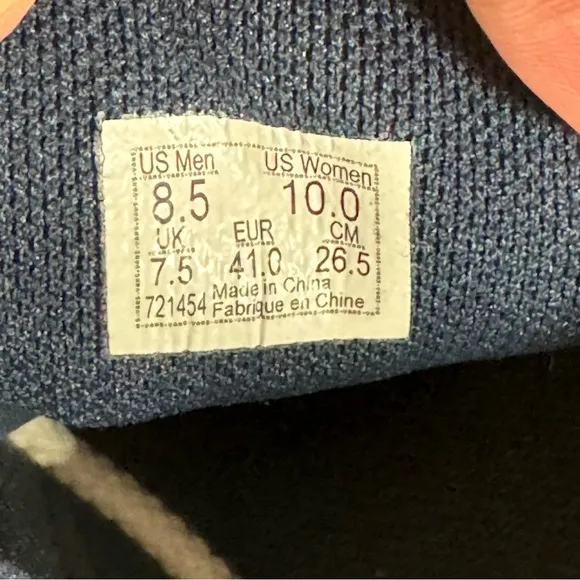 US Men US Women
8.5 10.0
UK EUR CM
7.5 41.0 26.5
721454 Made in China
Fabrique en Chine